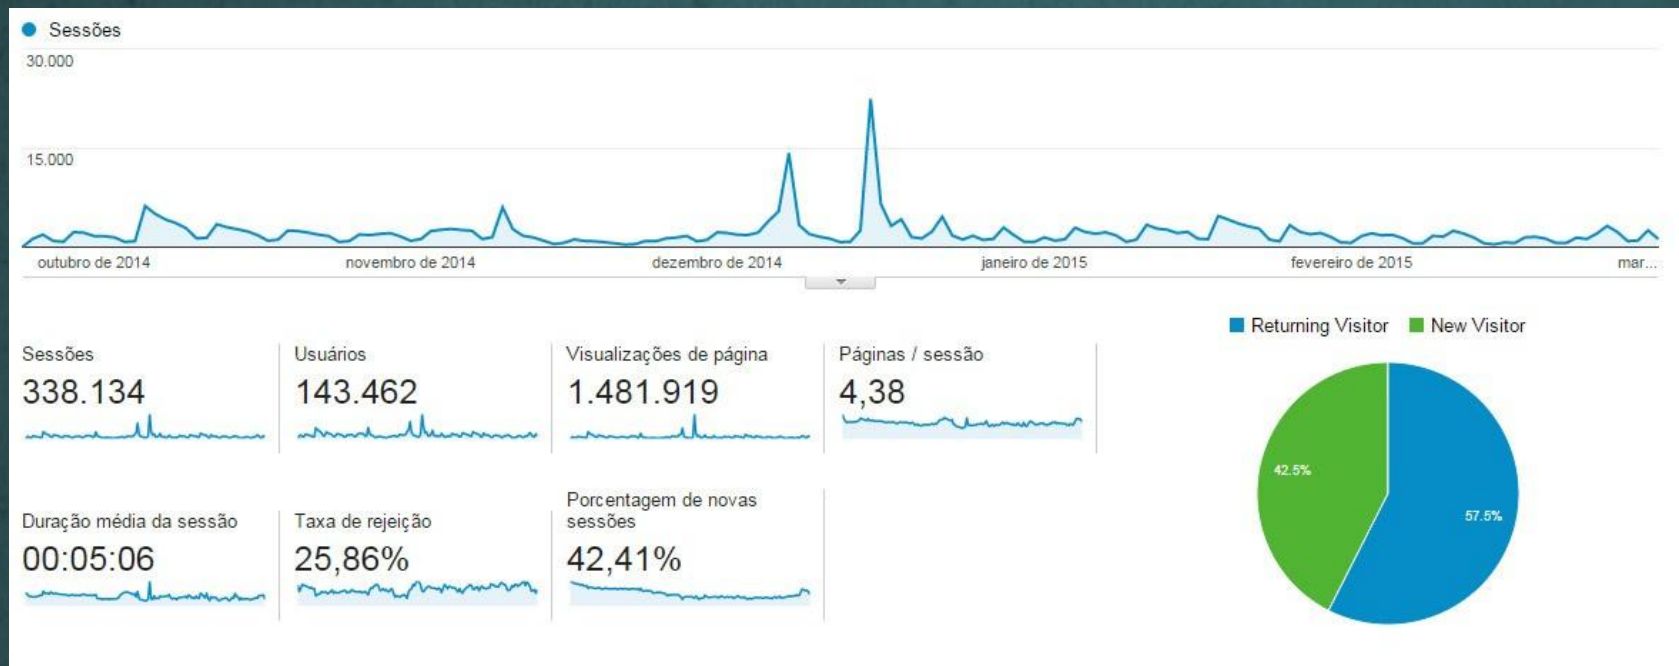 Sessões
30.000
15.000
outubro de 2014
novembro de 2014
dezembro de 2014
janeiro de 2015
fevereiro de 2015
mar...
Returning Visitor
New Visitor
Sessões
338.134
Usuários
143.462
Visualizações de página
1.481.919
Páginas / sessão
4,38
Duração média da sessão
00:05:06
Taxa de rejeição
25,86%
Porcentagem de novas
sessões
42,41%
42.5%
57.5%